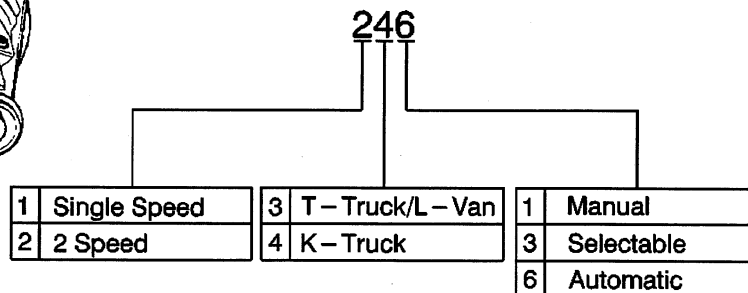 246
1 Single Speed
2 2 Speed
3 T–Truck/L–Van
4 K–Truck
1 Manual
3 Selectable
6 Automatic